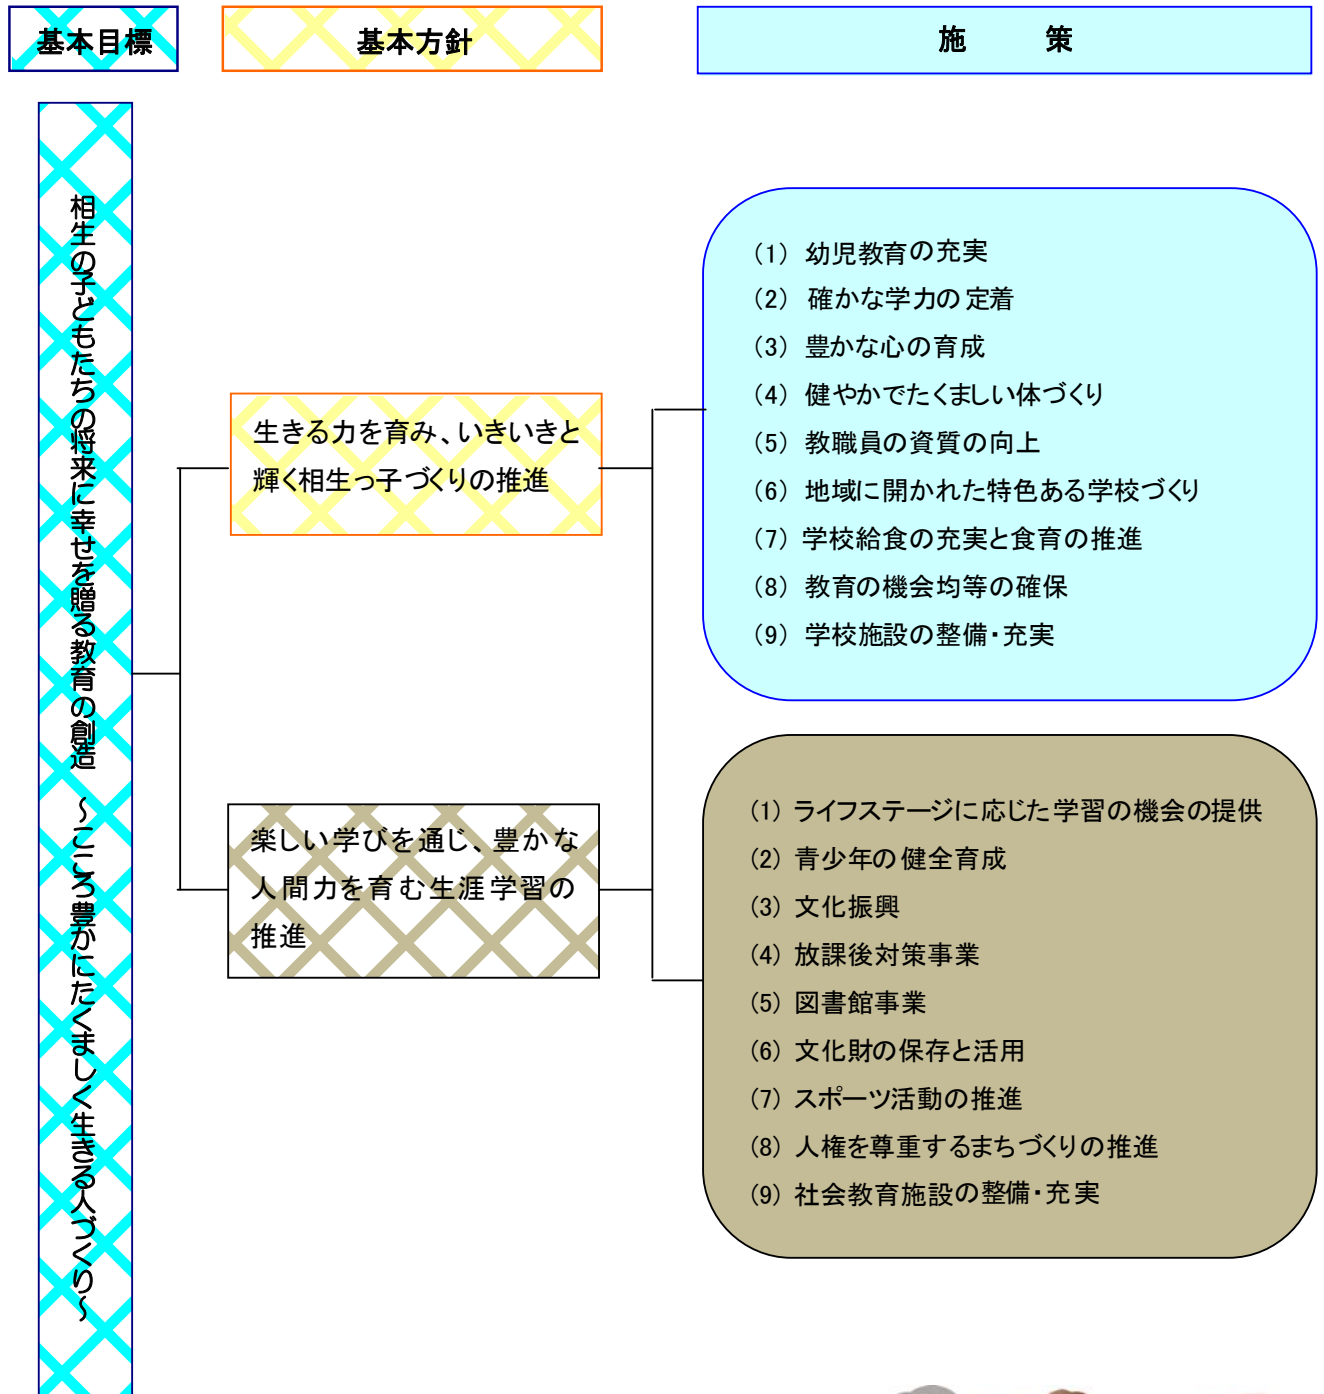 基本目標
基本方針
施　策
相生の子どもたちの将来に幸せを贈る教育の創造　～こころ豊かにたくましく生きる人づくり～
生きる力を育み、いきいきと
輝く相生っ子づくりの推進
(1) 幼児教育の充実
(2) 確かな学力の定着
(3) 豊かな心の育成
(4) 健やかでたくましい体づくり
(5) 教職員の資質の向上
(6) 地域に開かれた特色ある学校づくり
(7) 学校給食の充実と食育の推進
(8) 教育の機会均等の確保
(9) 学校施設の整備・充実
楽しい学びを通じ、豊かな
人間力を育む生涯学習の
推進
(1) ライフステージに応じた学習の機会の提供
(2) 青少年の健全育成
(3) 文化振興
(4) 放課後対策事業
(5) 図書館事業
(6) 文化財の保存と活用
(7) スポーツ活動の推進
(8) 人権を尊重するまちづくりの推進
(9) 社会教育施設の整備・充実